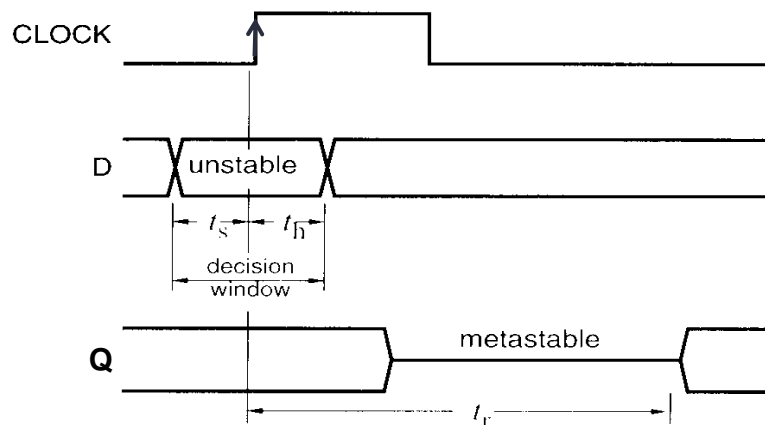 CLOCK
D
unstable
tₛ tₕ
decision
window
metastable
Q
tᵣ